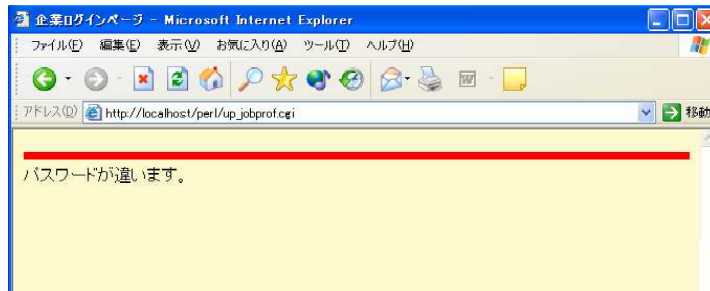 企業ログインページ - Microsoft Internet Explorer
ファイル(F) 編集(E) 表示(V) お気に入り(A) ツール(T) ヘルプ(H)
アドレス(D) http://localhost/perl/up_jobprof.cgi 移動
パスワードが違います。